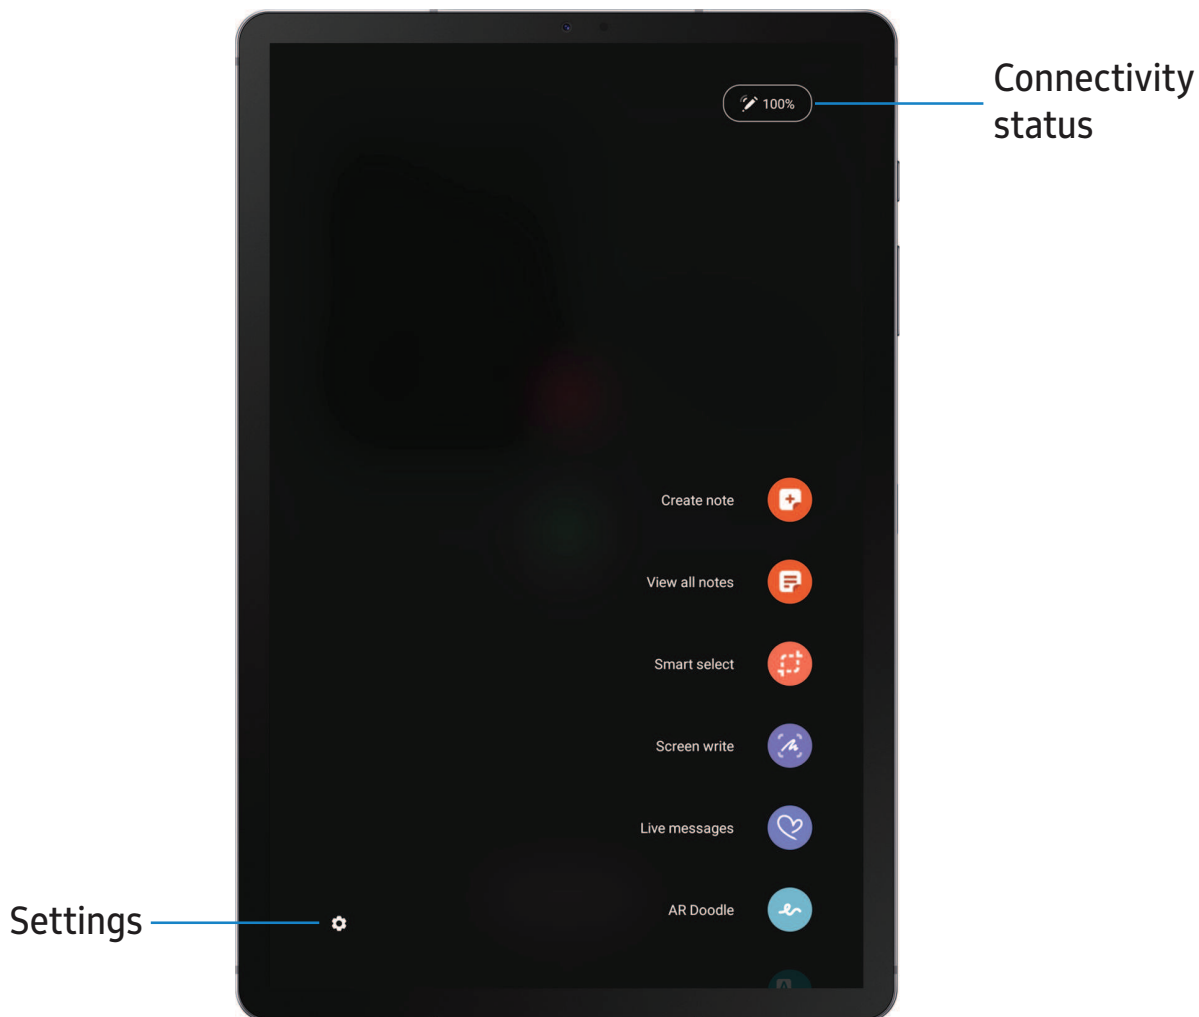 Connectivity
status
100%
Create note
View all notes
Smart select
Screen write
Live messages
AR Doodle
Settings